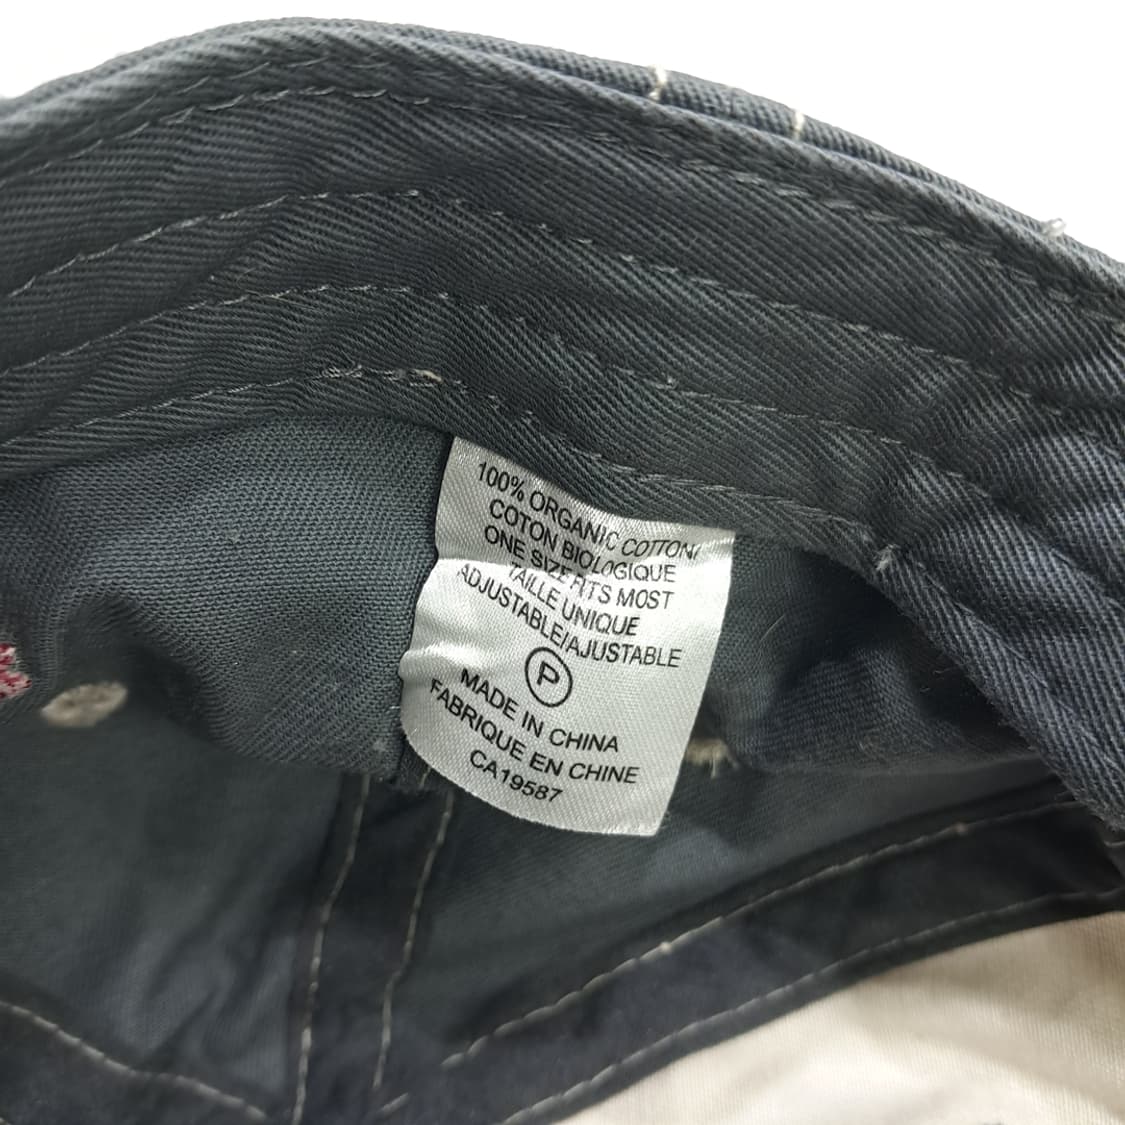 100% ORGANIC COTTON/
COTON BIOLOGIQUE
ONE SIZE FITS MOST
TAILLE UNIQUE
ADJUSTABLE/AJUSTABLE
P
MADE IN CHINA
FABRIQUE EN CHINE
CA19587